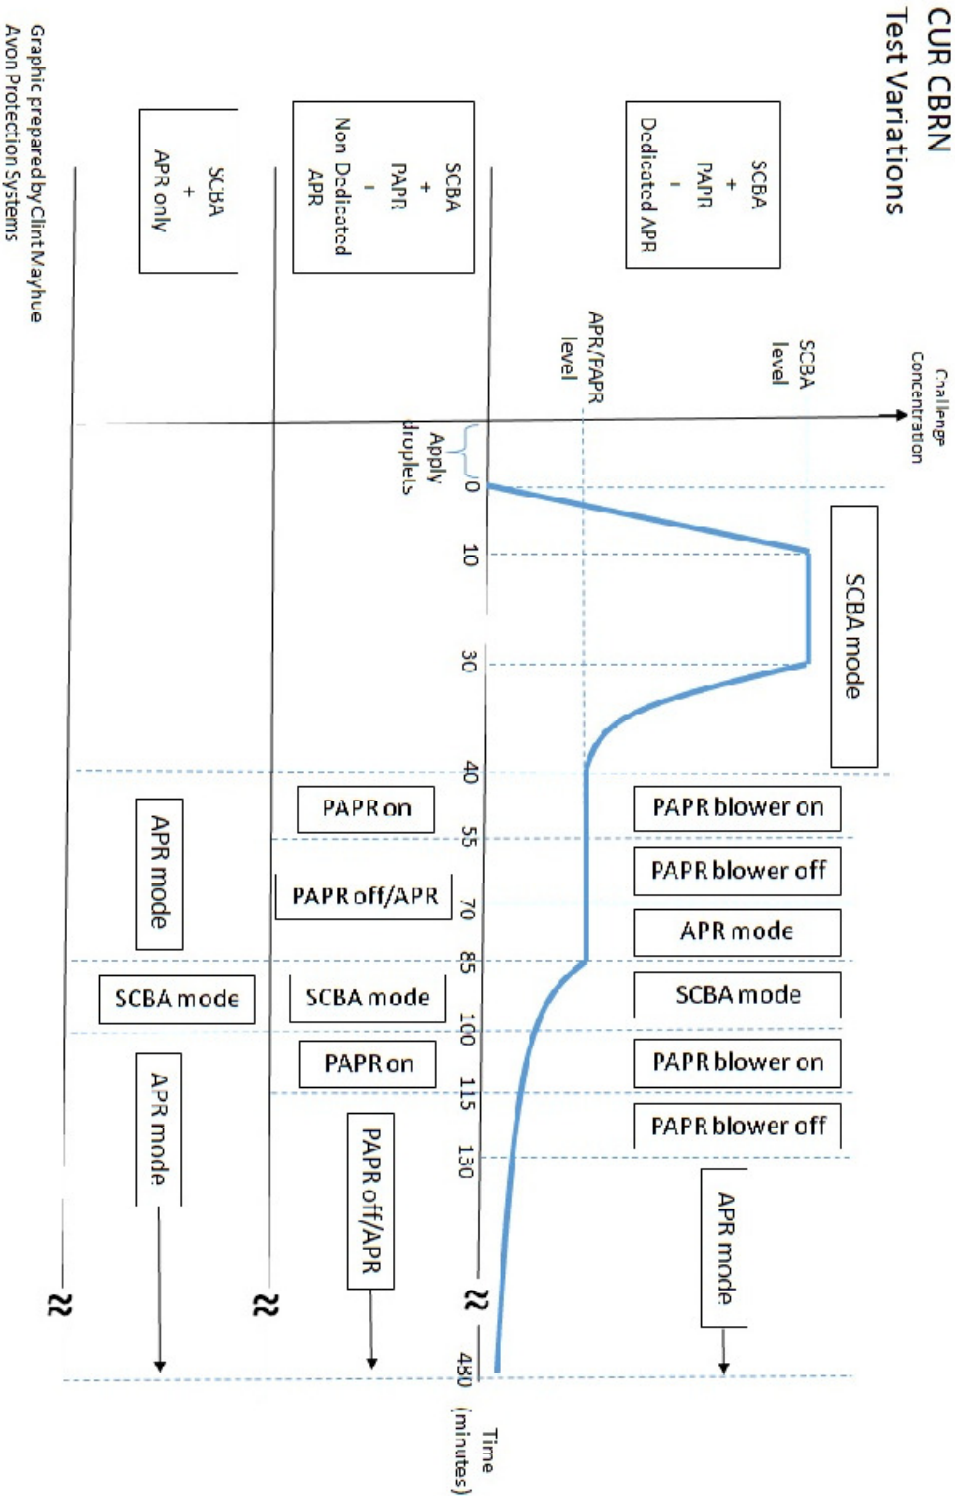 CUR CBRN
Test Variations
Challenge
Concentration
SCBA
level
APR/PAPR
level
SCBA mode
SCBA
+
PAPR
-
Dedicated APR
PAPR blower on
PAPR blower off
APR mode
SCBA mode
PAPR blower on
PAPR blower off
APR mode
Apply
droplets
0
10
30
40
55
70
85
100
115
130
480
Time
(minutes)
SCBA
+
PAPR
-
Non Dedicated
APR
PAPR on
PAPR off/APR
SCBA mode
PAPR on
PAPR off/APR
SCBA
+
APR only
APR mode
SCBA mode
APR mode
Graphic prepared by Clint Mayhue
Avon Protection Systems